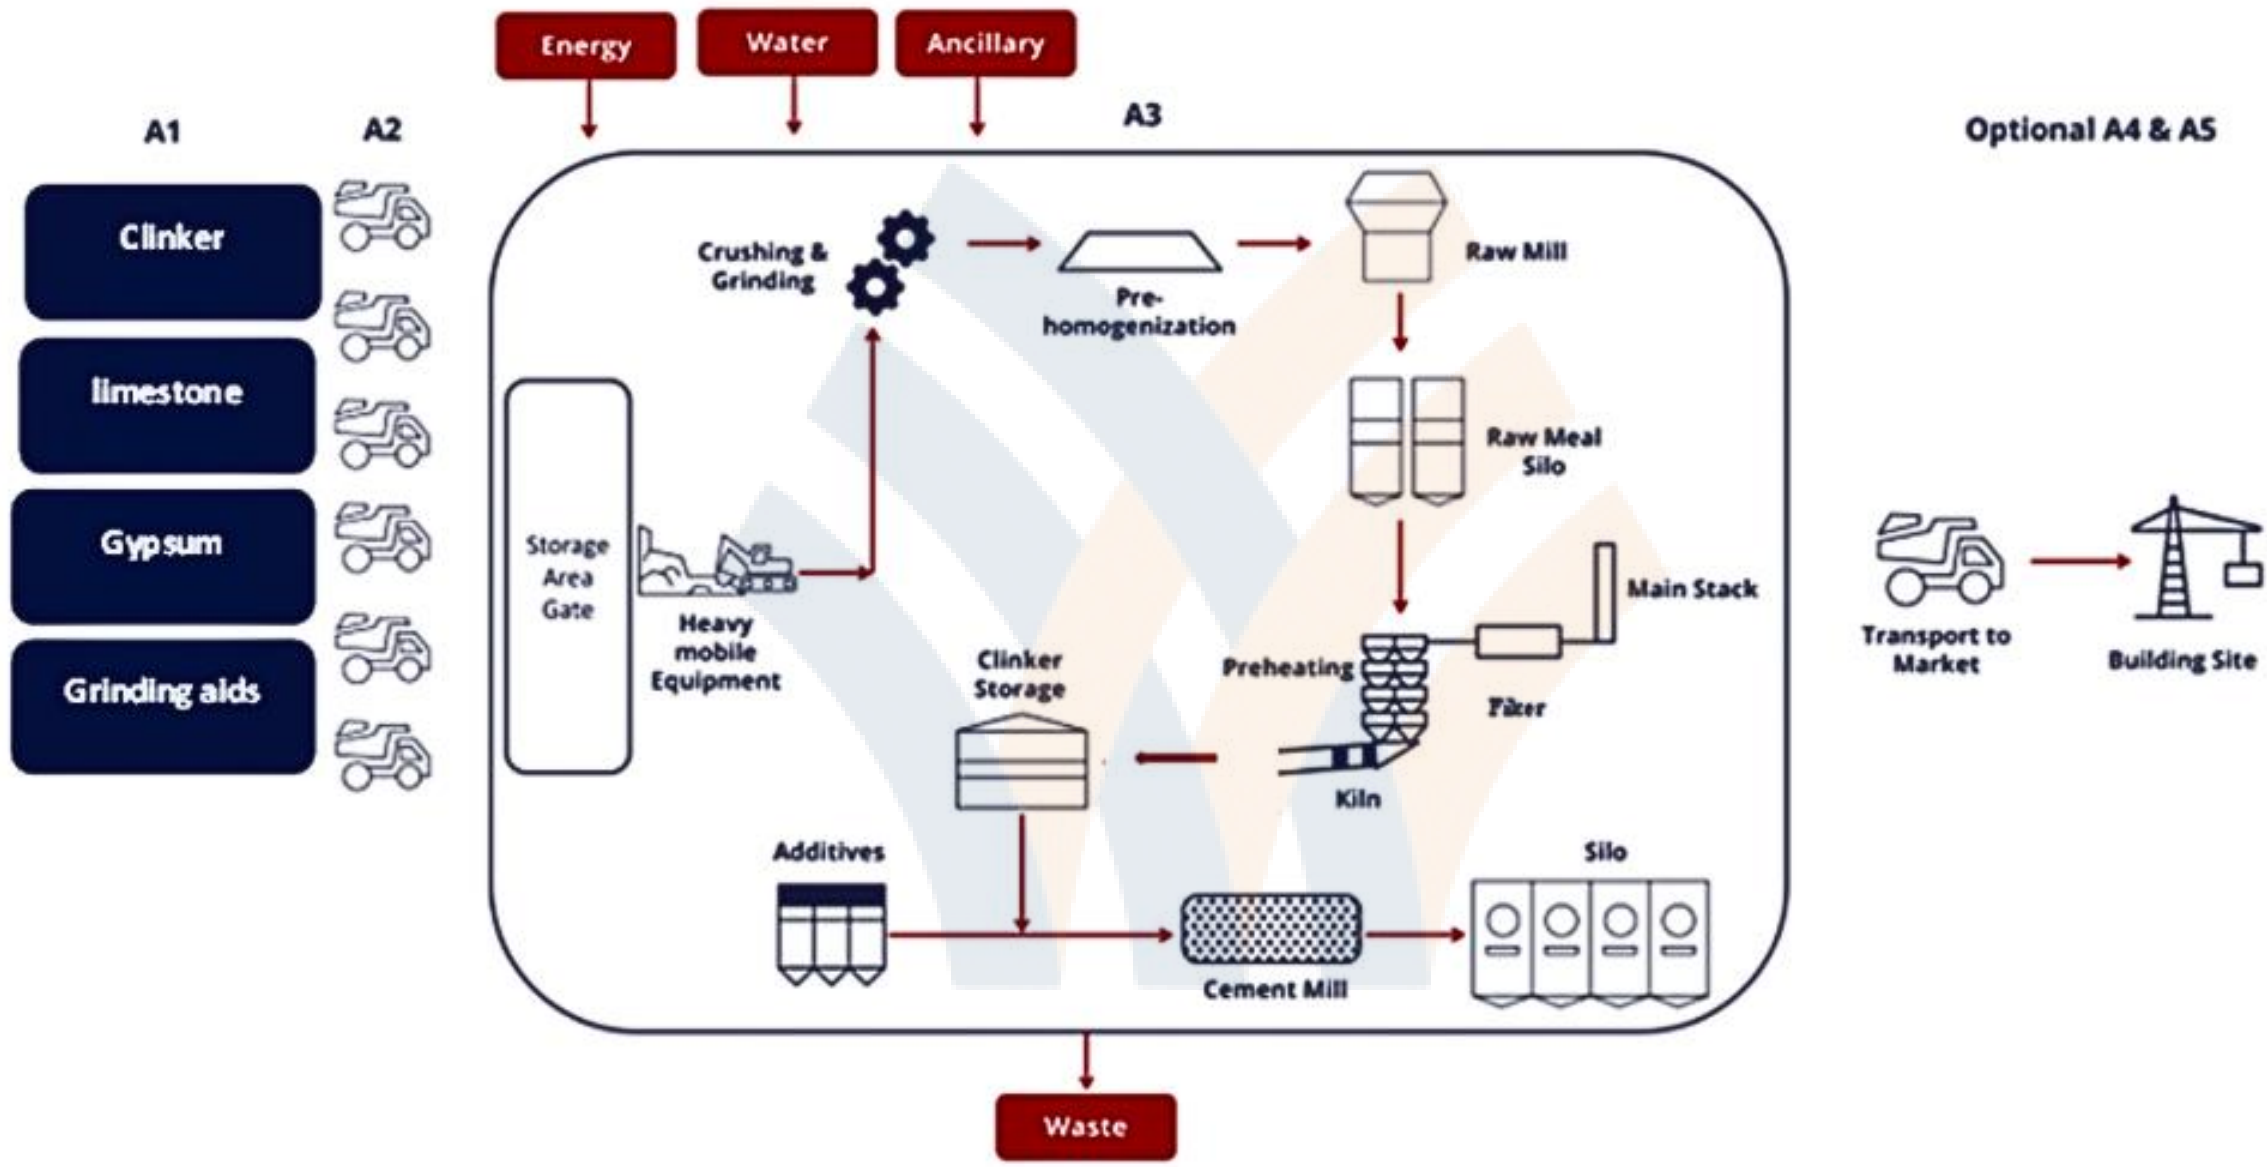 Energy
Water
Ancillary
A1
A2
A3
Optional A4 & A5
Clinker
limestone
Gypsum
Grinding aids
Crushing &
Grinding
Pre-
homogenization
Raw Mill
Raw Meal
Silo
Storage
Area
Gate
Heavy
mobile
Equipment
Clinker
Storage
Preheating
Main Stack
Kiln
Transport to
Market
Building Site
Additives
Silo
Cement Mill
Waste